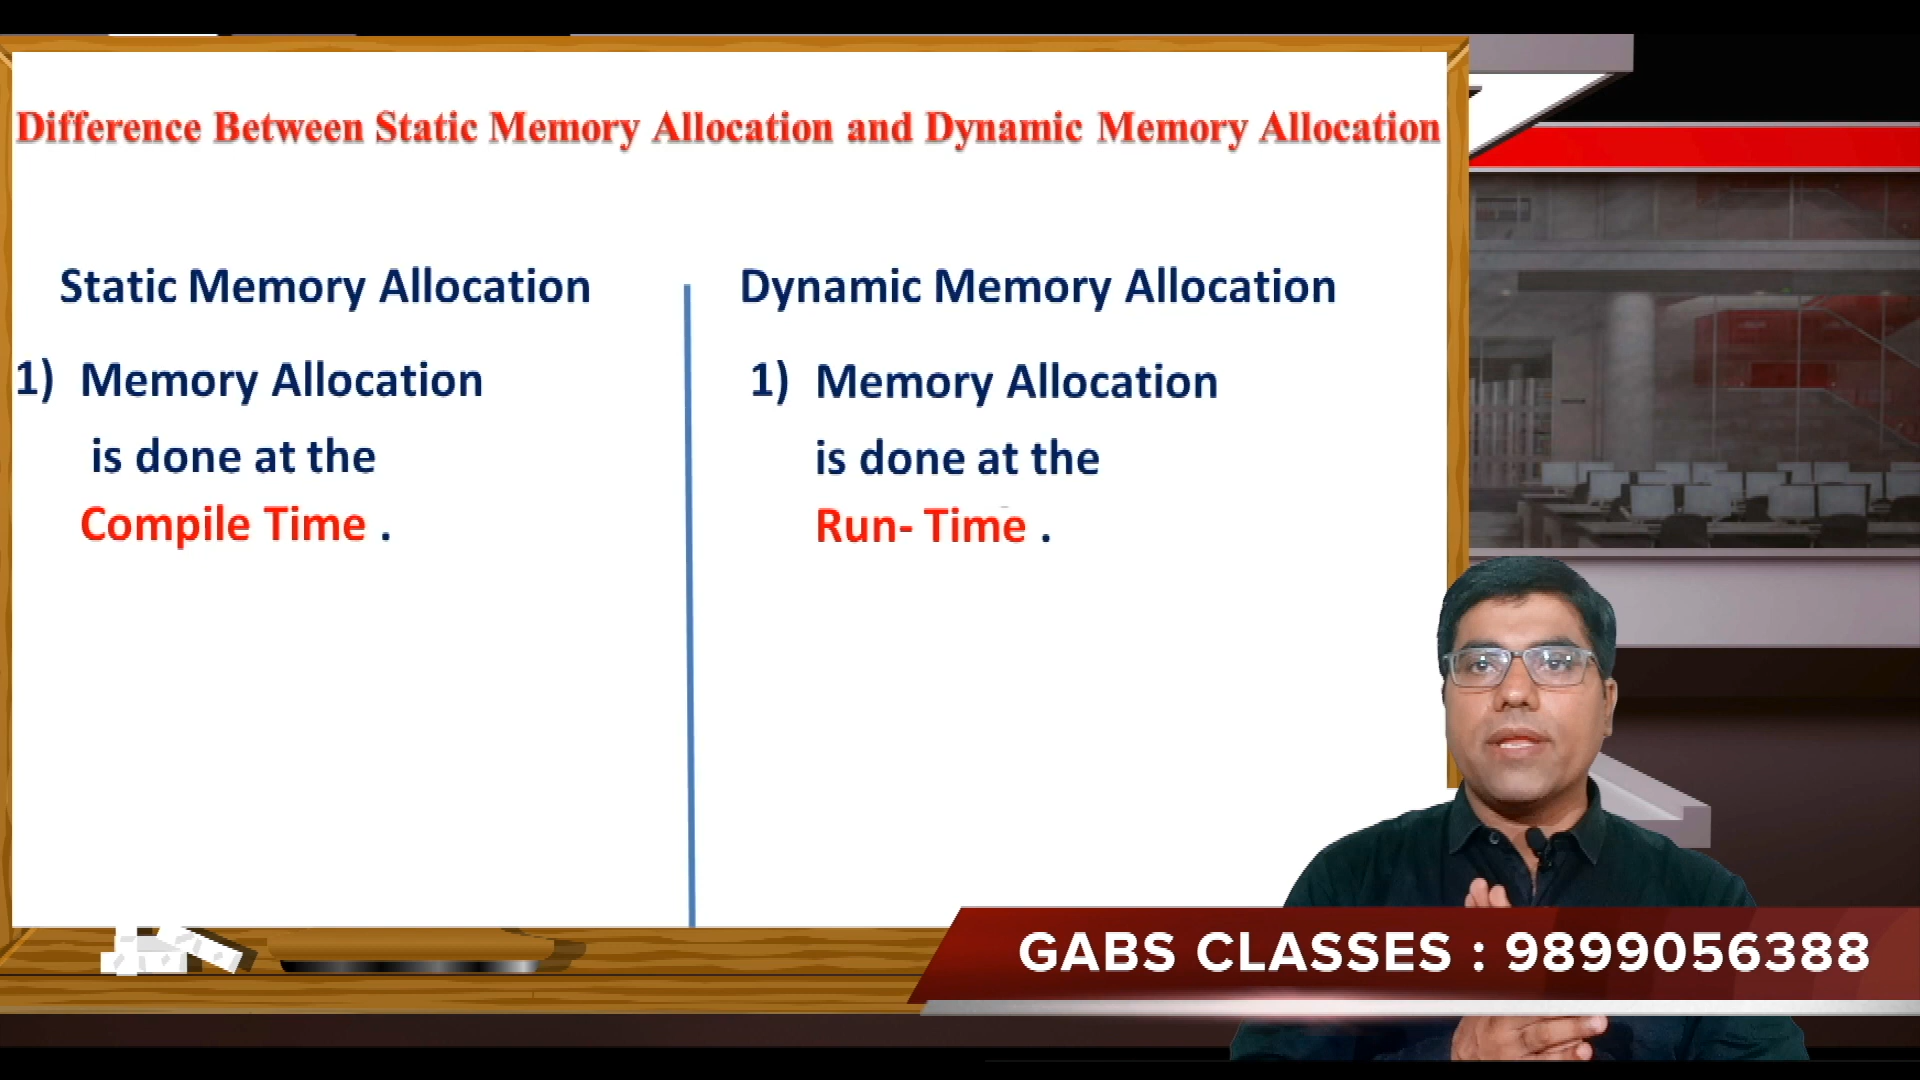 Difference Between Static Memory Allocation and Dynamic Memory Allocation
Static Memory Allocation
1) Memory Allocation
is done at the
Compile Time .
Dynamic Memory Allocation
1) Memory Allocation
is done at the
Run- Time .
GABS CLASSES : 9899056388